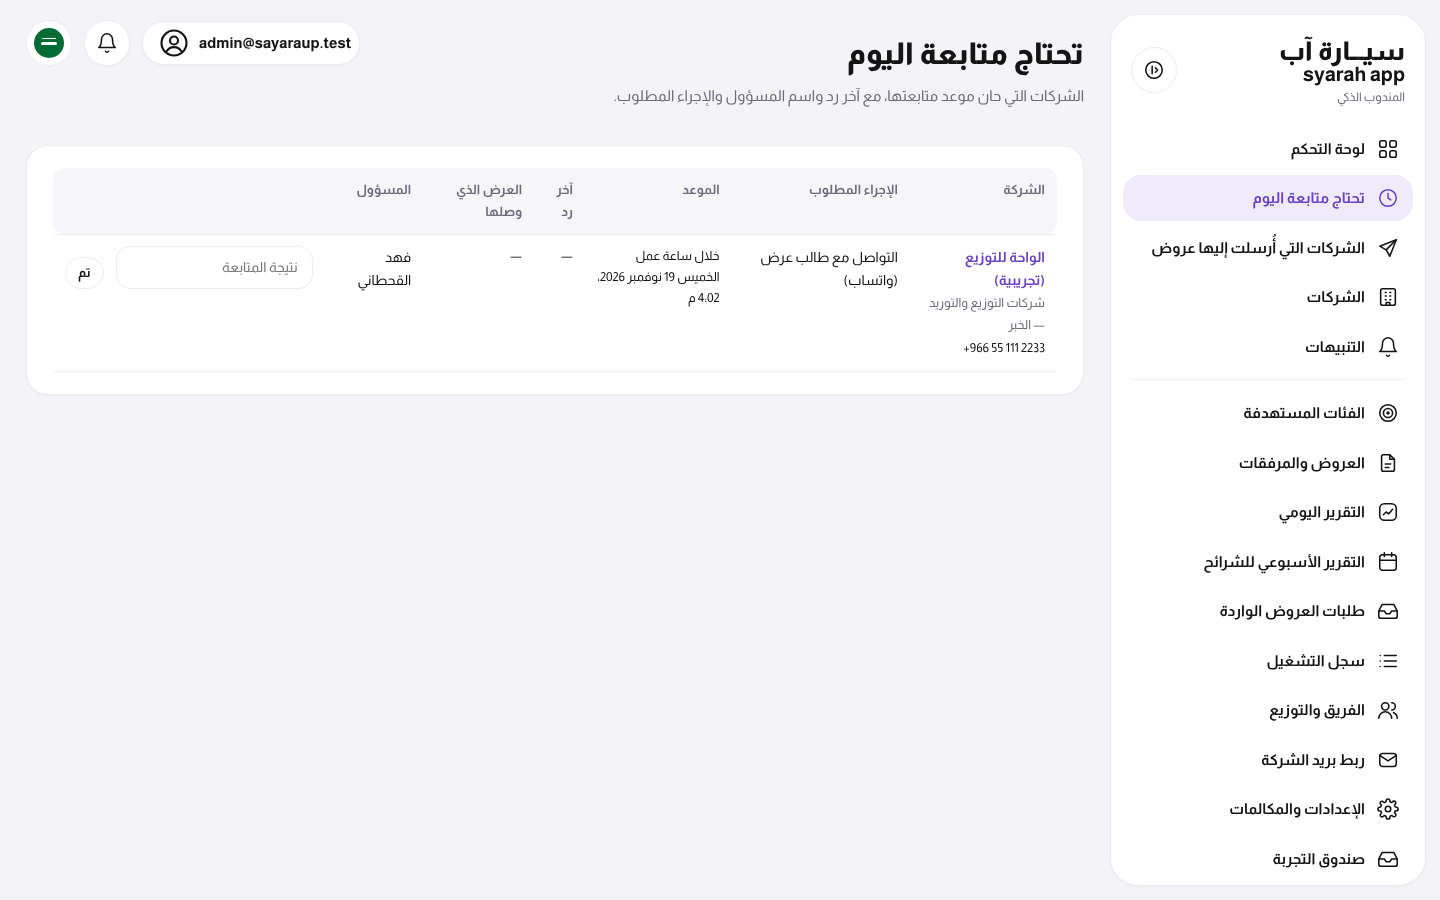 سيـارة آب
syarah app
المندوب الذكي
لوحة التحكم
تحتاج متابعة اليوم
الشركات التي أُرسلت إليها عروض
الشركات
التنبيهات
الفئات المستهدفة
العروض والمرفقات
التقرير اليومي
التقرير الأسبوعي للشرائح
طلبات العروض الواردة
سجل التشغيل
الفريق والتوزيع
ربط بريد الشركة
الإعدادات والمكالمات
صندوق التجربة
admin@sayaraup.test
تحتاج متابعة اليوم
الشركات التي حان موعد متابعتها، مع آخر رد واسم المسؤول والإجراء المطلوب.
الشركة
الإجراء المطلوب
الموعد
آخر
رد
العرض الذي
وصلها
المسؤول
الواحة للتوزيع
(تجريبية)
شركات التوزيع والتوريد
— الخبر
+966 55 111 2233
التواصل مع طالب عرض
(واتساب)
خلال ساعة عمل
الخميس 19 نوفمبر 2026،
4:02 م
—
—
فهد
القحطاني
نتيجة المتابعة
تم